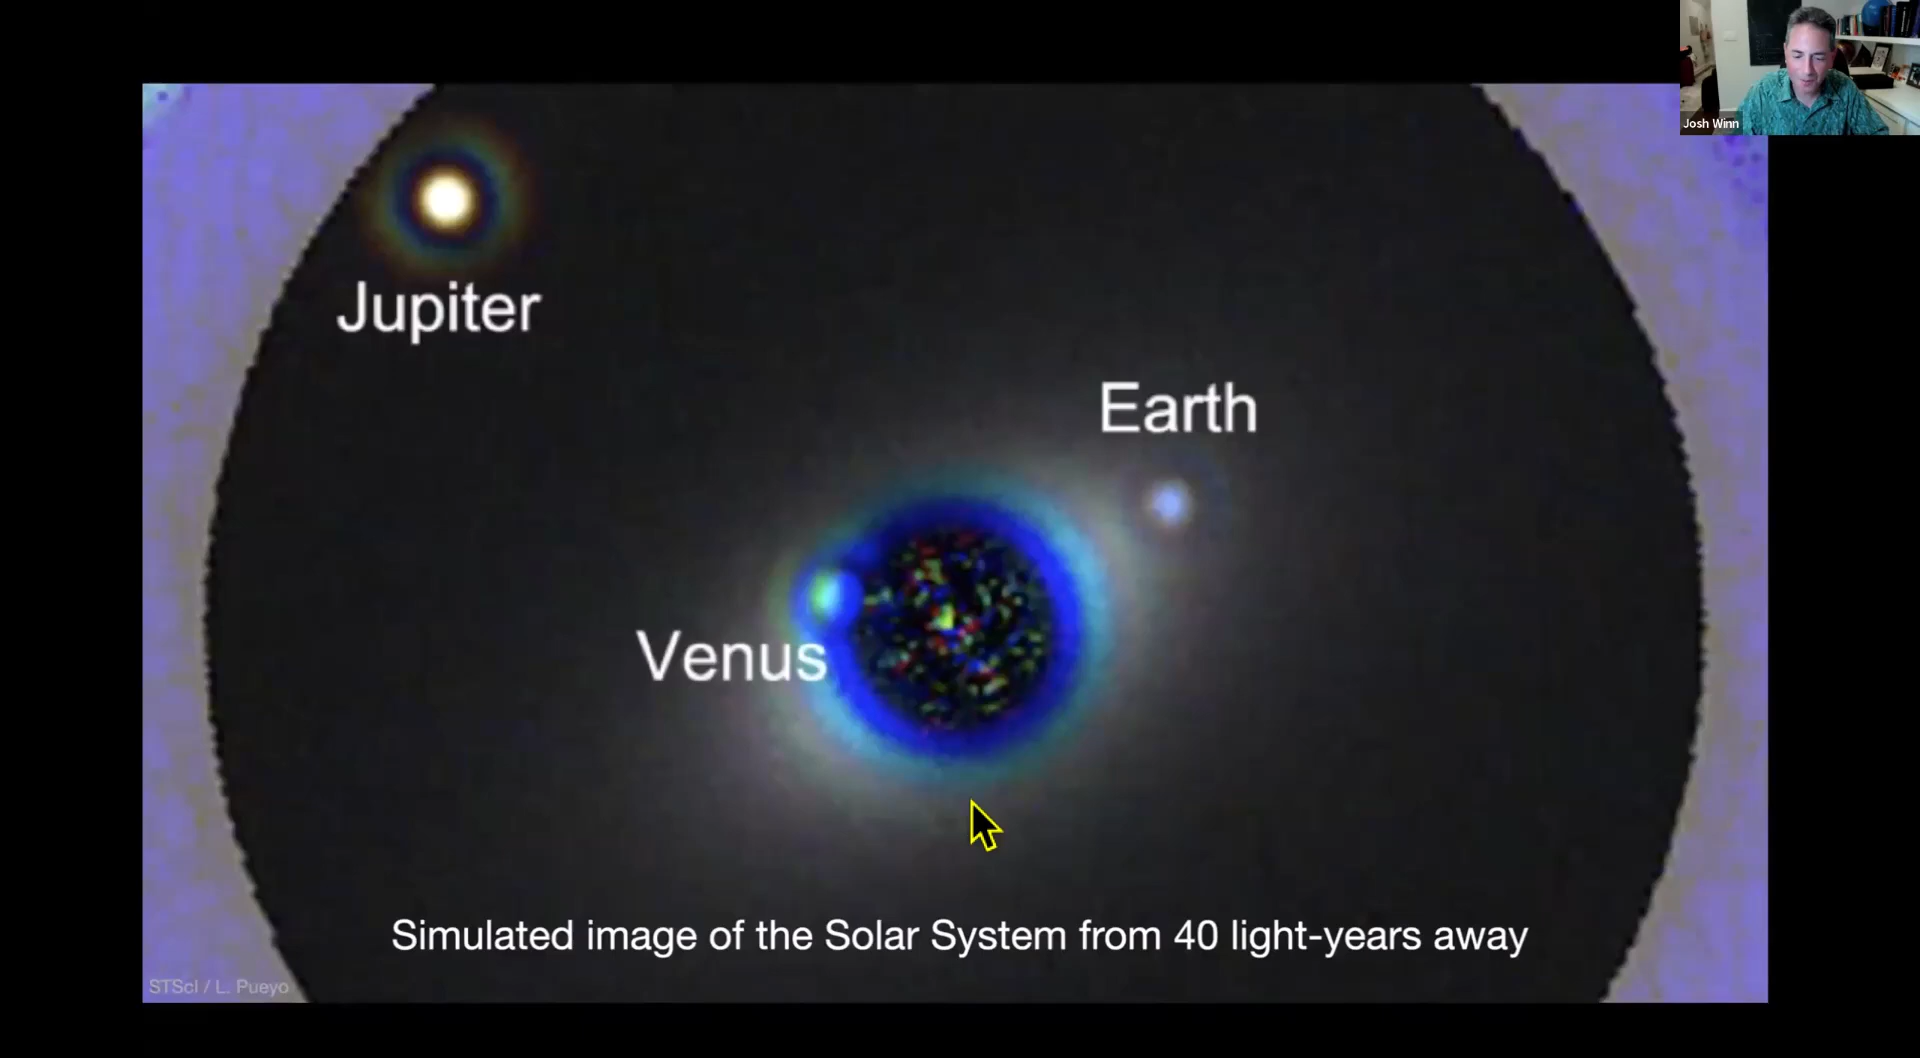 Josh Winn
Jupiter
Earth
Venus
Simulated image of the Solar System from 40 light-years away
STScI / L. Pueyo